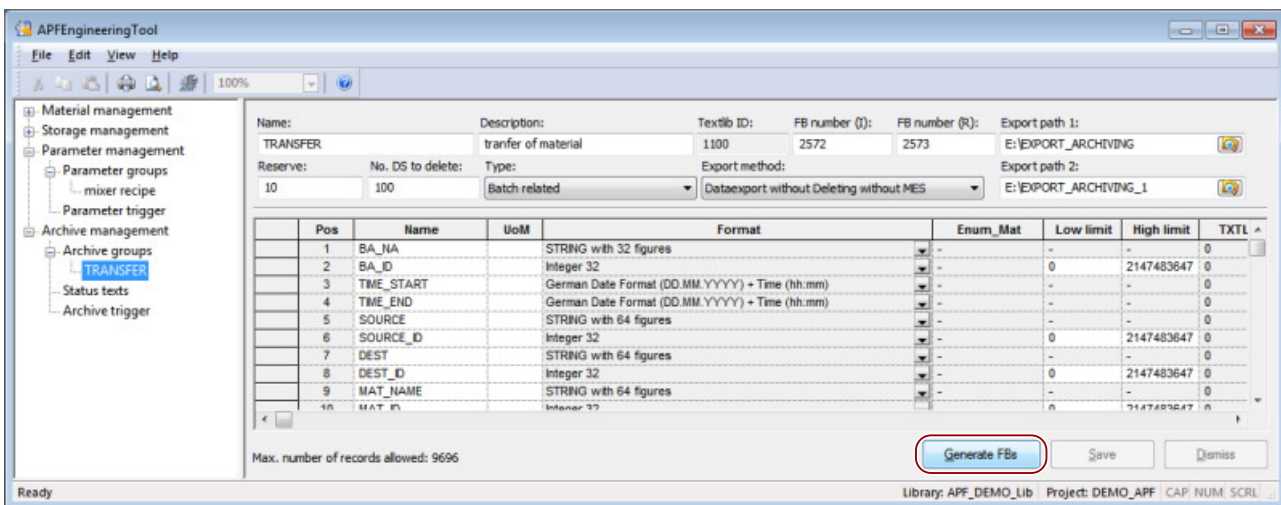 APFEngineeringTool
File Edit View Help
100%
Material management
Storage management
Parameter management
Parameter groups
mixer recipe
Parameter trigger
Archive management
Archive groups
TRANSFER
Status texts
Archive trigger
Name: Description: Textlib ID: FB number (I): FB number (R): Export path 1:
TRANSFER tranfer of material 1100 2572 2573 E:\EXPORT_ARCHIVING
Reserve: No. DS to delete: Type: Export method: Export path 2:
10 100 Batch related Dataexport without Deleting without MES E:\EXPORT_ARCHIVING_1
Pos Name UoM Format Enum_Mat Low limit High limit TXTL
1 BA_NA STRING with 32 figures - - - 0
2 BA_ID Integer 32 - 0 2147483647 0
3 TIME_START German Date Format (DD.MM.YYYY) + Time (hh:mm) - - - 0
4 TIME_END German Date Format (DD.MM.YYYY) + Time (hh:mm) - - - 0
5 SOURCE STRING with 64 figures - - - 0
6 SOURCE_ID Integer 32 - 0 2147483647 0
7 DEST STRING with 64 figures - - - 0
8 DEST_ID Integer 32 - 0 2147483647 0
9 MAT_NAME STRING with 64 figures - - - 0
10 MAT_ID Integer 32 0 2147483647 0
Max. number of records allowed: 9696
Generate FBs Save Dismiss
Ready Library: APF_DEMO_Lib Project: DEMO_APF CAP NUM SCRL